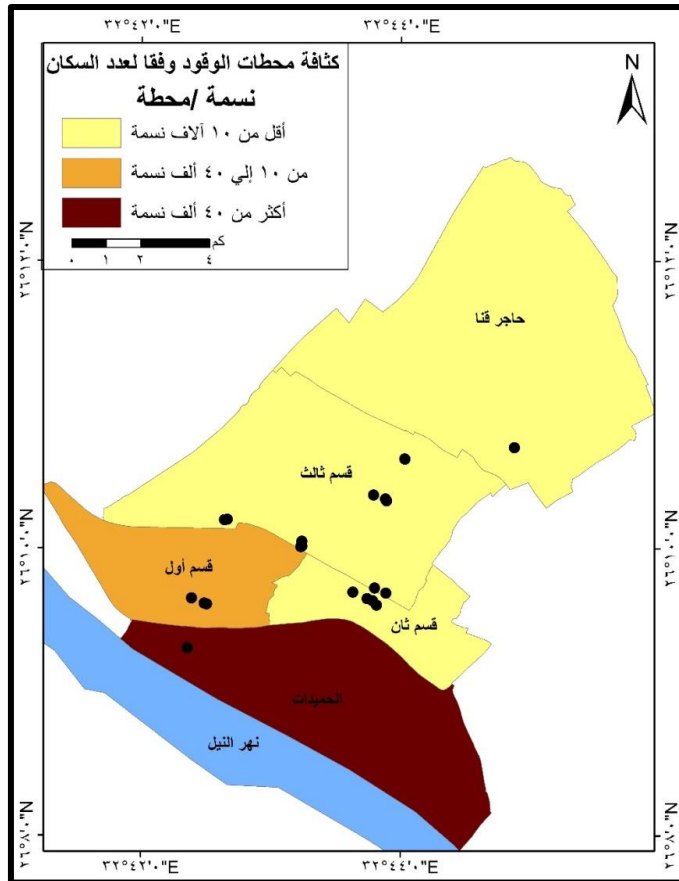 ٣٢°٤٢'٠"E
٣٢°٤٤'٠"E
كثافة محطات الوقود وفقا لعدد السكان
نسمة /محطة
أقل من ١٠ آلاف نسمة
من ١٠ إلي ٤٠ ألف نسمة
أكثر من ٤٠ ألف نسمة
كم
٠ ١ ٢ ٤
N
حاجر قنا
قسم ثالث
قسم أول
قسم ثان
الحميدات
نهر النيل
٣٢°٤٢'٠"E
٣٢°٤٤'٠"E